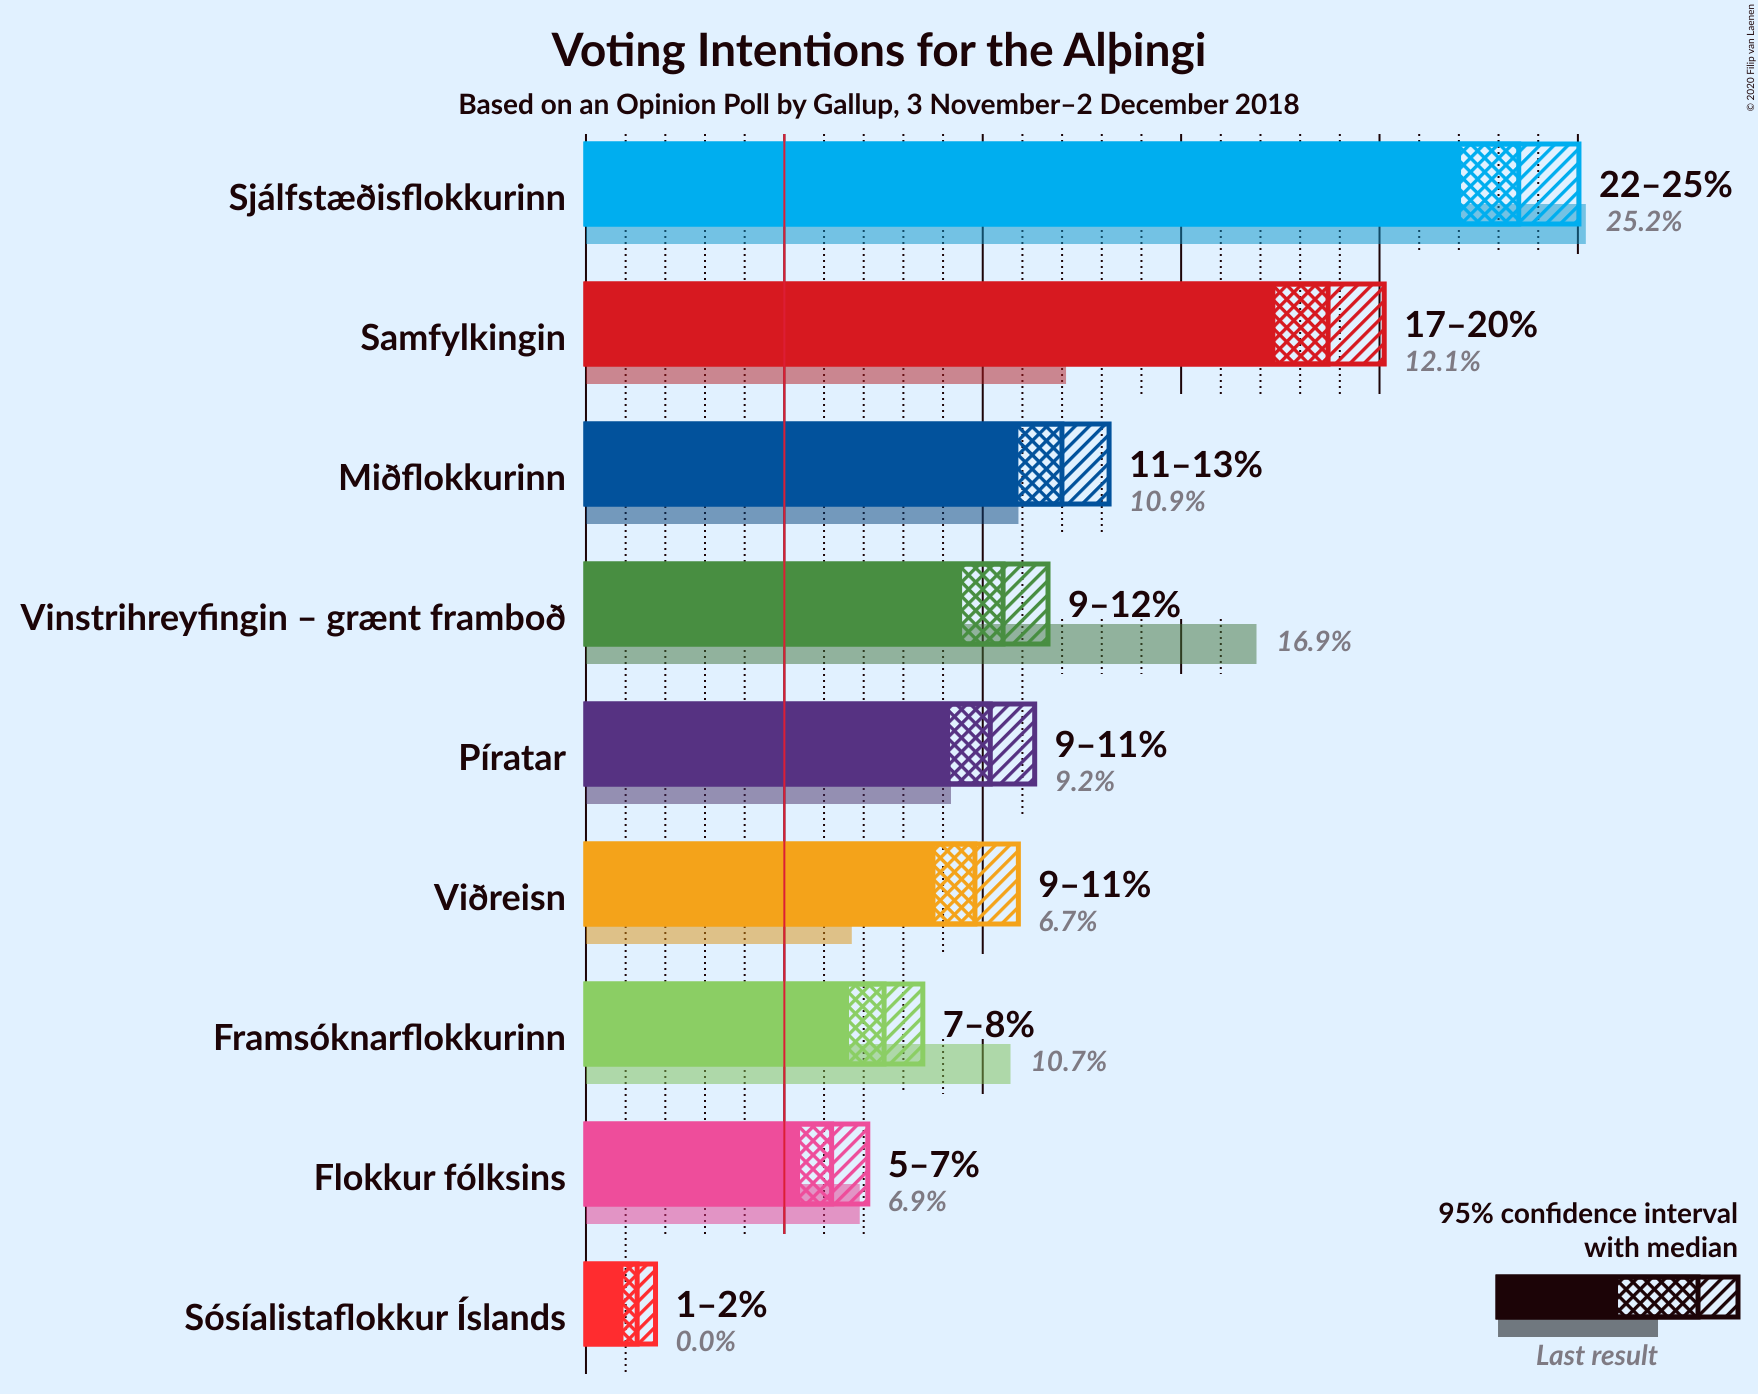 Voting Intentions for the Alþingi
Based on an Opinion Poll by Gallup, 3 November–2 December 2018
© 2020 Filip van Laenen
Sjálfstæðisflokkurinn
22–25%
25.2%
Samfylkingin
17–20%
12.1%
Miðflokkurinn
11–13%
10.9%
Vinstrihreyfingin – grænt framboð
9–12%
16.9%
Píratar
9–11%
9.2%
Viðreisn
9–11%
6.7%
Framsóknarflokkurinn
7–8%
10.7%
Flokkur fólksins
5–7%
6.9%
Sósíalistaflokkur Íslands
1–2%
0.0%
95% confidence interval
with median
Last result